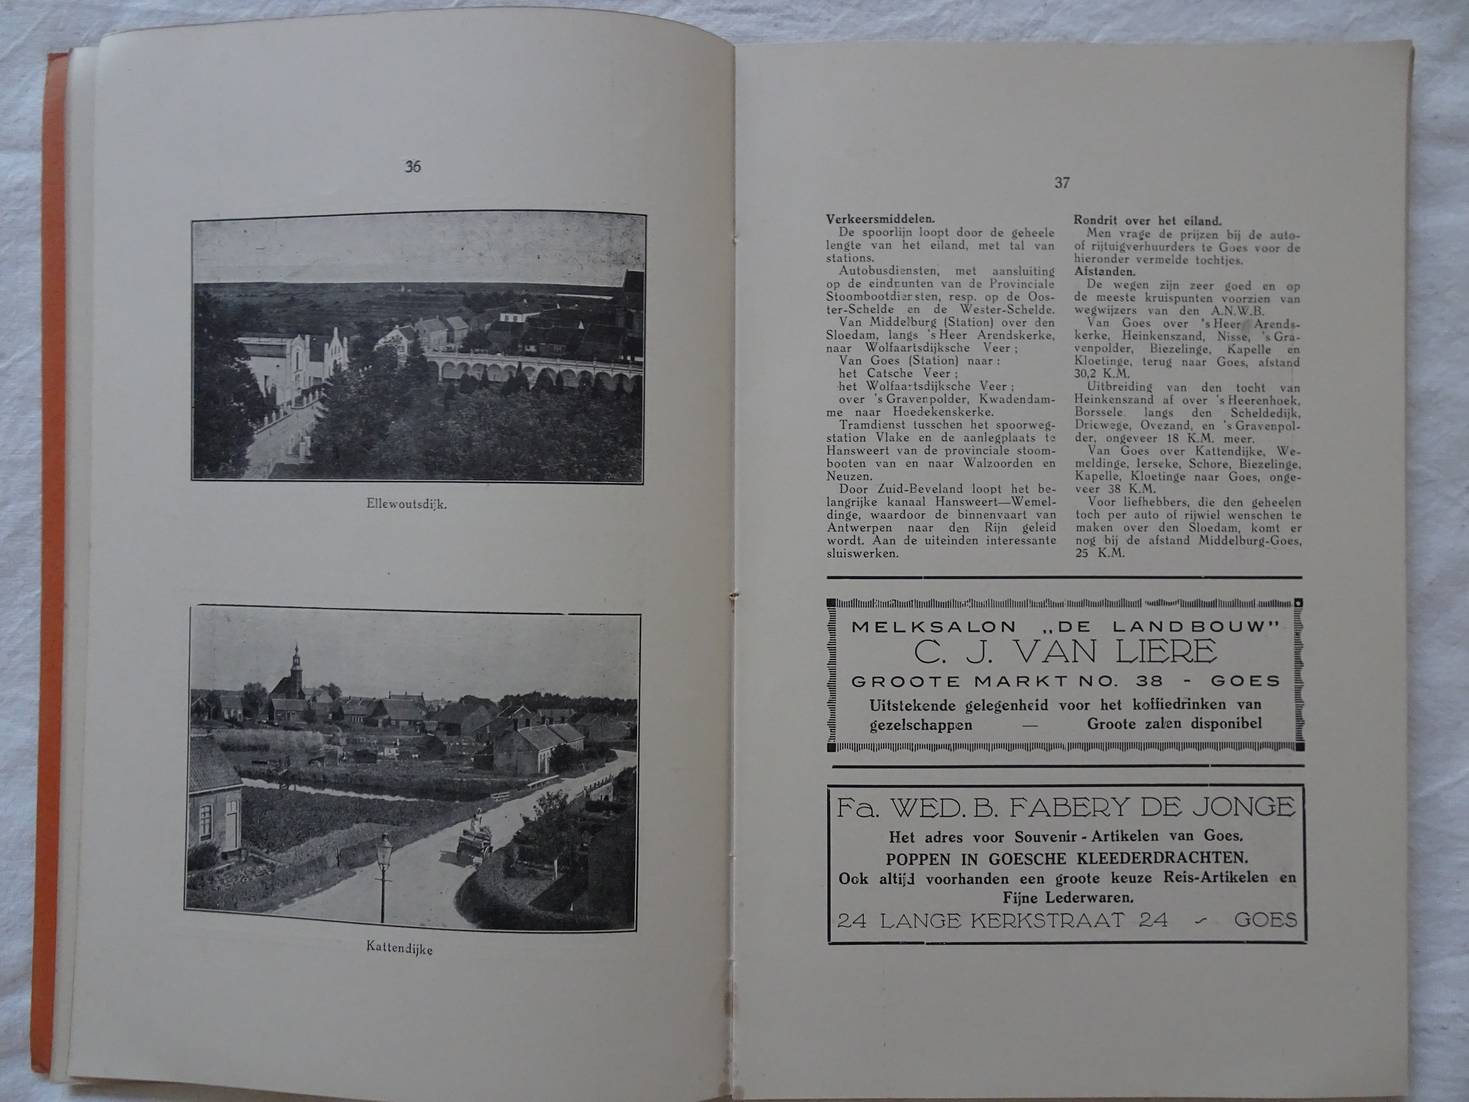 36
Ellewoutsdijk.
Kattendijke
37
Verkeersmiddelen.
De spoorlijn loopt door de geheele
lengte van het eiland, met tal van
stations.
Autobusdiensten, met aansluiting
op de eindpunten van de Provinciale
Stoombootdiersten, resp. op de Oos-
ter-Schelde en de Wester-Schelde.
Van Middelburg (Station) over den
Sloedam, langs 's Heer Arendskerke,
naar Wolfaartsdijksche Veer ;
Van Goes (Station) naar :
het Catsche Veer ;
het Wolfaartsdijksche Veer ;
over 's Gravenpolder, Kwadendam-
me naar Hoedekenskerke.
Tramdienst tusschen het spoorweg-
station Vlake en de aanlegplaats te
Hansweert van de provinciale stoom-
booten van en naar Walzoorden en
Neuzen.
Door Zuid-Beveland loopt het be-
langrijke kanaal Hansweert—Wemel-
dinge, waardoor de binnenvaart van
Antwerpen naar den Rijn geleid
wordt. Aan de uiteinden interessante
sluiswerken.
Rondrit over het eiland.
Men vrage de prijzen bij de auto-
of rijtuigverhuurders te Goes voor de
hieronder vermelde tochtjes.
Afstanden.
De wegen zijn zeer goed en op
de meeste kruispunten voorzien van
wegwijzers van den A.N.W.B.
Van Goes over 's Heer Arends-
kerke, Heinkenszand, Nisse, 's Gra-
venpolder, Biezelinge, Kapelle en
Kloetinge, terug naar Goes, afstand
30,2 K.M.
Uitbreiding van den tocht van
Heinkenszand af over 's Heerenhoek,
Borssele. langs den Scheldedijk,
Driewege, Ovezand, en 's Gravenpol-
der, ongeveer 18 K.M. meer.
Van Goes over Kattendijke, We-
meldinge, Ierseke, Schore, Biezelinge,
Kapelle, Kloetinge naar Goes, onge-
veer 38 K.M.
Voor liefhebbers, die den geheelen
toch per auto of rijwiel wenschen te
maken over den Sloedam, komt er
nog bij de afstand Middelburg-Goes,
25 K.M.
MELKSALON „DE LANDBOUW"
C. J. VAN LIERE
GROOTE MARKT NO. 38 - GOES
Uitstekende gelegenheid voor het koffiedrinken van
gezelschappen — Groote zalen disponibel
Fa. WED. B. FABERY DE JONGE
Het adres voor Souvenir-Artikelen van Goes.
POPPEN IN GOESCHE KLEEDERDRACHTEN.
Ook altijd voorhanden een groote keuze Reis-Artikelen en
Fijne Lederwaren.
24 LANGE KERKSTRAAT 24 - GOES